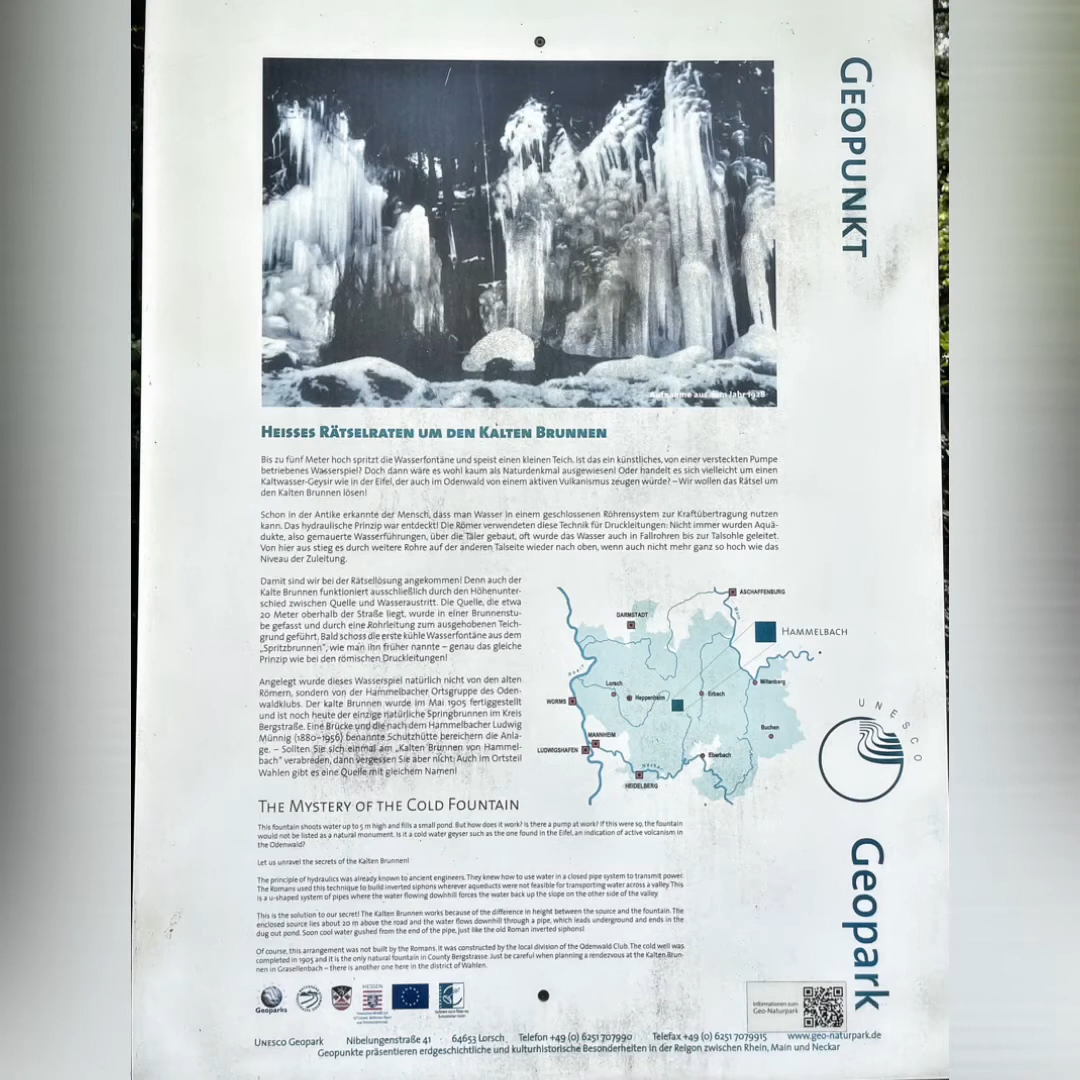 GEOPUNKT
Aufnahme aus dem Jahr 1928
HEISSES RÄTSELRATEN UM DEN KALTEN BRUNNEN
Bis zu fünf Meter hoch spritzt die Wasserfontäne und speist einen kleinen Teich. Ist das ein künstliches, von einer versteckten Pumpe
betriebenes Wasserspiel? Doch dann wäre es wohl kaum als Naturdenkmal ausgewiesen! Oder handelt es sich vielleicht um einen
Kaltwasser-Geysir wie in der Eifel, der auch im Odenwald von einem aktiven Vulkanismus zeugen würde? – Wir wollen das Rätsel um
den Kalten Brunnen lösen!
Schon in der Antike erkannte der Mensch, dass man Wasser in einem geschlossenen Röhrensystem zur Kraftübertragung nutzen
kann. Das hydraulische Prinzip war entdeckt! Die Römer verwendeten diese Technik für Druckleitungen: Nicht immer wurden Aquä-
dukte, also gemauerte Wasserführungen, über die Täler gebaut, oft wurde das Wasser auch in Fallrohren bis zur Talsohle geleitet.
Von hier aus stieg es durch weitere Rohre auf der anderen Talseite wieder nach oben, wenn auch nicht mehr ganz so hoch wie das
Niveau der Zuleitung.
Damit sind wir bei der Rätsellösung angekommen! Denn auch der
Kalte Brunnen funktioniert ausschließlich durch den Höhenunter-
schied zwischen Quelle und Wasseraustritt. Die Quelle, die etwa
20 Meter oberhalb der Straße liegt, wurde in einer Brunnenstu-
be gefasst und durch eine Rohrleitung zum ausgehobenen Teich-
grund geführt. Bald schoss die erste kühle Wasserfontäne aus dem
„Spritzbrunnen", wie man ihn früher nannte – genau das gleiche
Prinzip wie bei den römischen Druckleitungen!
Angelegt wurde dieses Wasserspiel natürlich nicht von den alten
Römern, sondern von der Hammelbacher Ortsgruppe des Oden-
waldklubs. Der kalte Brunnen wurde im Mai 1905 fertiggestellt
und ist noch heute der einzige natürliche Springbrunnen im Kreis
Bergstraße. Eine Brücke und die nach dem Hammelbacher Ludwig
Münnig (1880–1956) benannte Schutzhütte bereichern die Anla-
ge. – Sollten Sie sich einmal am „Kalten Brunnen von Hammel-
bach" verabreden, dann vergessen Sie aber nicht: Auch im Ortsteil
Wahlen gibt es eine Quelle mit gleichem Namen!
ASCHAFFENBURG
DARMSTADT
Main
HAMMELBACH
Rhein
Lorsch
Heppenheim
Erbach
Miltenberg
WORMS
Buchen
MANNHEIM
LUDWIGSHAFEN
Eberbach
Neckar
HEIDELBERG
UNESCO
THE MYSTERY OF THE COLD FOUNTAIN
This fountain shoots water up to 5 m high and fills a small pond. But how does it work? Is there a pump at work? If this were so, the fountain
would not be listed as a natural monument. Is it a cold water geyser such as the one found in the Eifel, an indication of active volcanism in
the Odenwald?
Let us unravel the secrets of the Kalten Brunnen!
The principle of hydraulics was already known to ancient engineers. They knew how to use water in a closed pipe system to transmit power.
The Romans used this technique to build inverted siphons wherever aqueducts were not feasible for transporting water across a valley. This
is a u-shaped system of pipes where the water flowing downhill forces the water back up the slope on the other side of the valley.
This is the solution to our secret! The Kalten Brunnen works because of the difference in height between the source and the fountain. The
enclosed source lies about 20 m above the road and the water flows downhill through a pipe, which leads underground and ends in the
dug out pond. Soon cool water gushed from the end of the pipe, just like the old Roman inverted siphons!
Of course, this arrangement was not built by the Romans. It was constructed by the local division of the Odenwald Club. The cold well was
completed in 1905 and it is the only natural fountain in County Bergstrasse. Just be careful when planning a rendezvous at the Kalten Brun-
nen in Grasellenbach – there is another one here in the district of Wahlen.
Geopark
Geoparks
HESSEN
Informationen zum
Geo-Naturpark
UNESCO Geopark Nibelungenstraße 41 · 64653 Lorsch Telefon +49 (0) 6251 707990 Telefax +49 (0) 6251 7079915 www.geo-naturpark.de
Geopunkte präsentieren erdgeschichtliche und kulturhistorische Besonderheiten in der Reigon zwischen Rhein, Main und Neckar